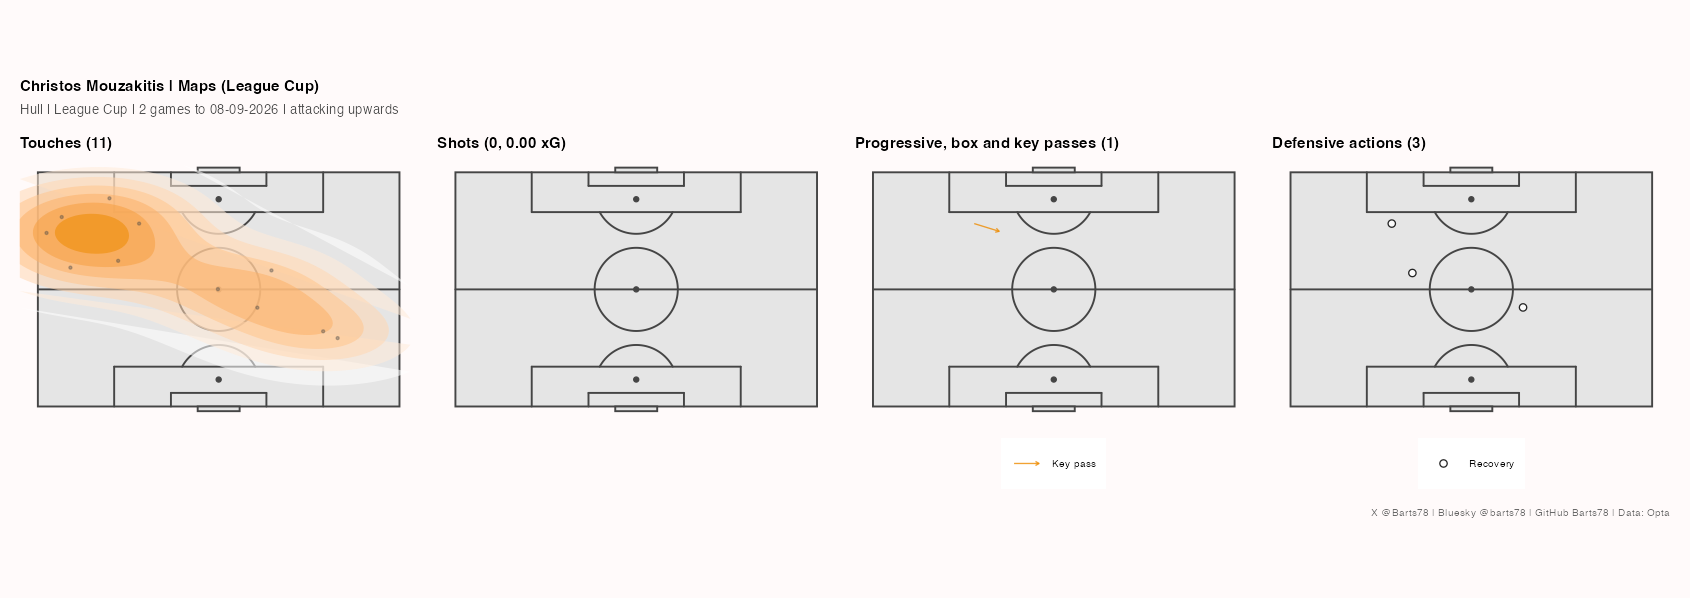 Christos Mouzakitis | Maps (League Cup)
Hull | League Cup | 2 games to 08-09-2026 | attacking upwards
Touches (11)
Shots (0, 0.00 xG)
Progressive, box and key passes (1)
Defensive actions (3)
Key pass
Recovery
X @Barts78 | Bluesky @barts78 | GitHub Barts78 | Data: Opta